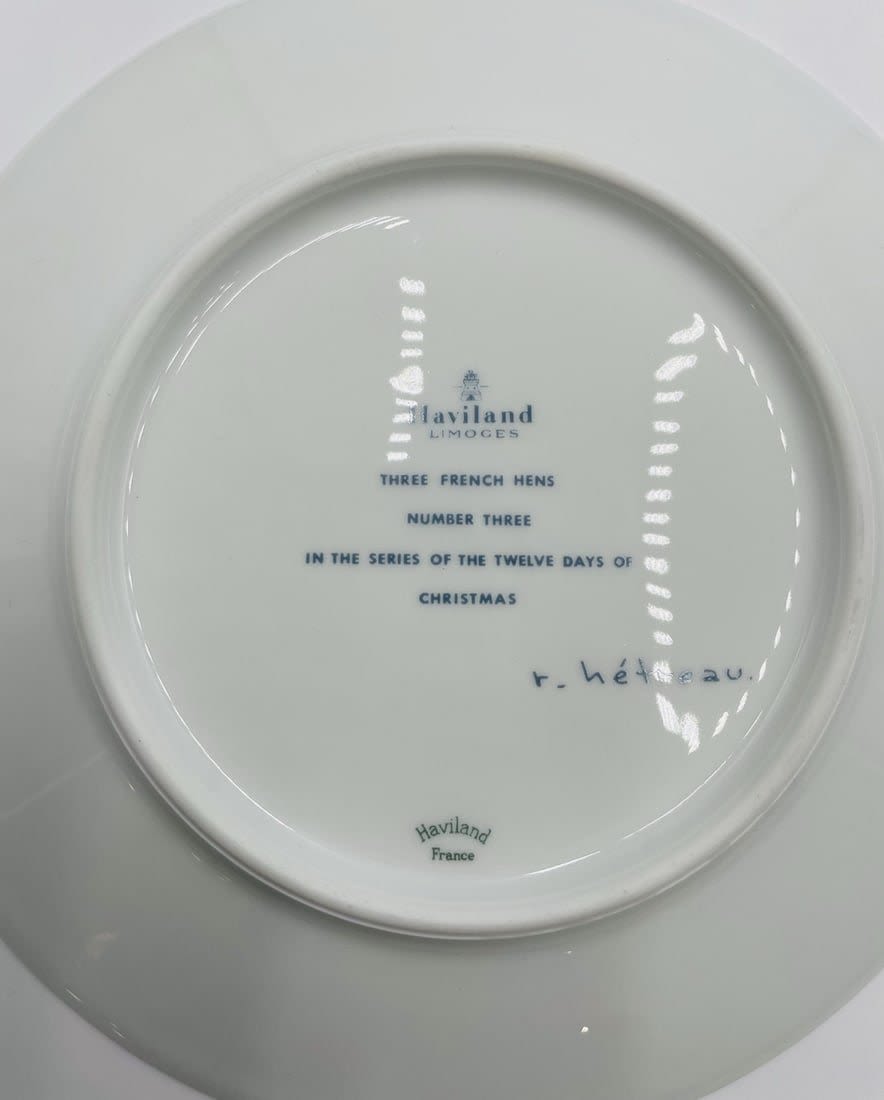 Haviland
LIMOGES
THREE FRENCH HENS
NUMBER THREE
IN THE SERIES OF THE TWELVE DAYS OF
CHRISTMAS
r. hétreau.
Haviland
France